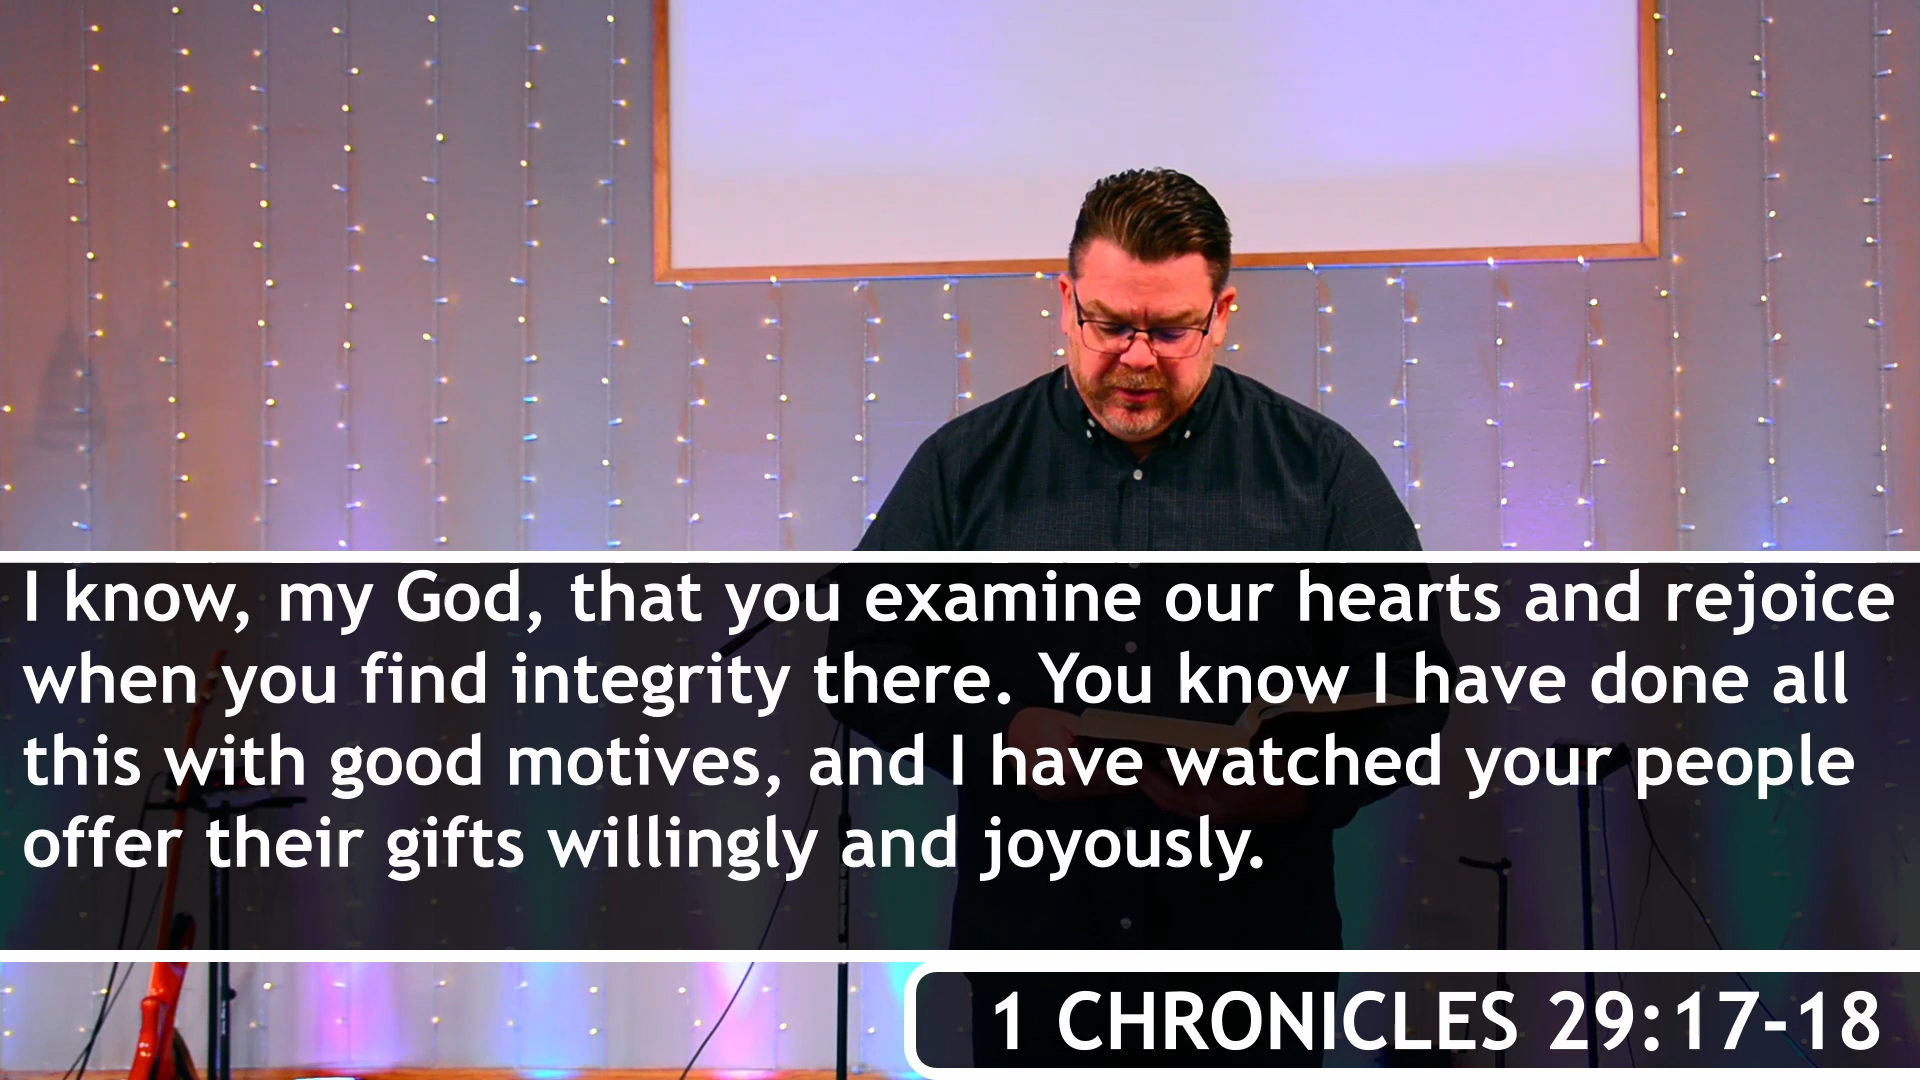 I know, my God, that you examine our hearts and rejoice
when you find integrity there. You know I have done all
this with good motives, and I have watched your people
offer their gifts willingly and joyously.
1 CHRONICLES 29:17-18